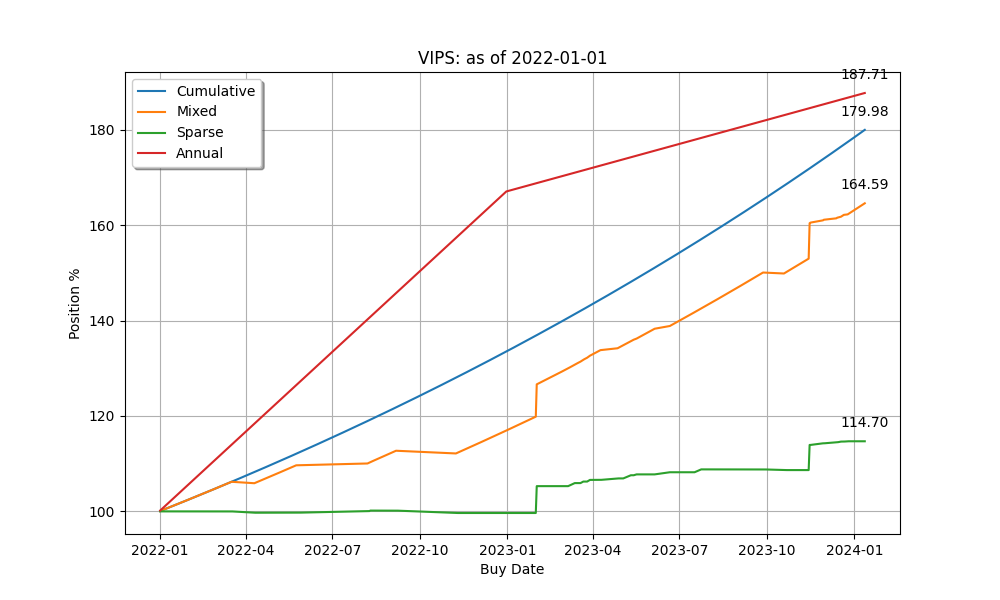 VIPS: as of 2022-01-01
Cumulative
Mixed
Sparse
Annual
187.71
179.98
164.59
114.70
180
160
140
120
100
Position %
2022-01 2022-04 2022-07 2022-10 2023-01 2023-04 2023-07 2023-10 2024-01
Buy Date